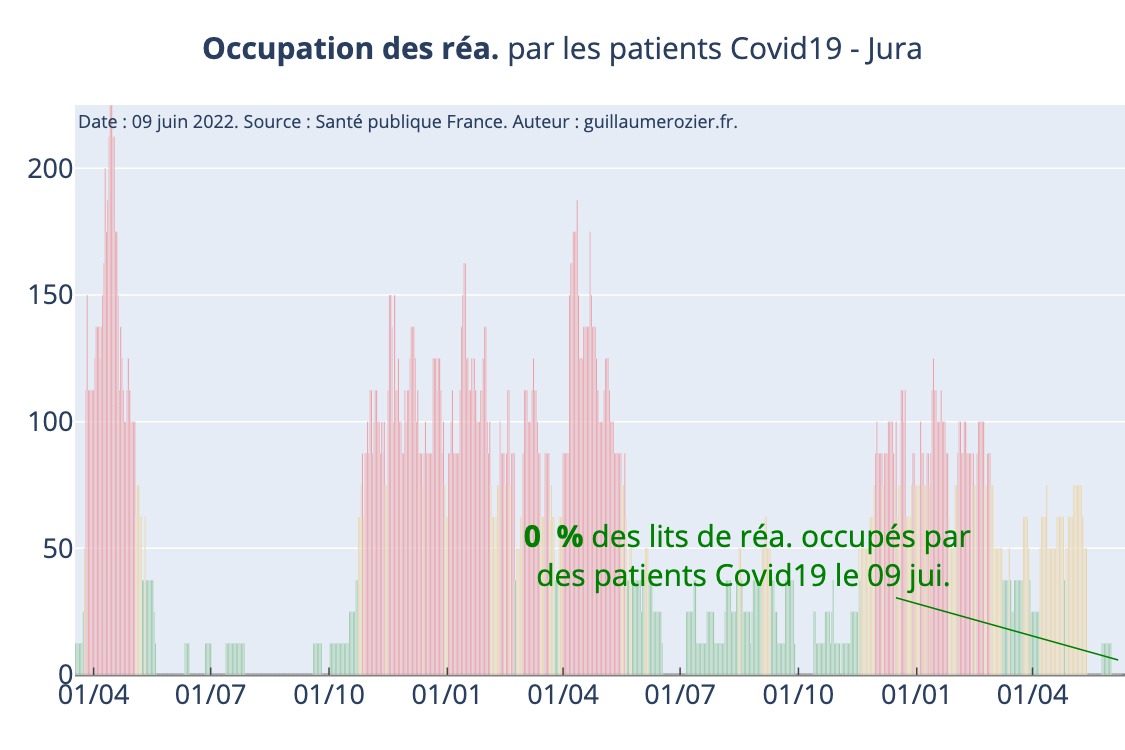 Occupation des réa. par les patients Covid19 - Jura
Date : 09 juin 2022. Source : Santé publique France. Auteur : guillaumerozier.fr.
200
150
100
50
0
0 % des lits de réa. occupés par
des patients Covid19 le 09 jui.
01/04 01/07 01/10 01/01 01/04 01/07 01/10 01/01 01/04